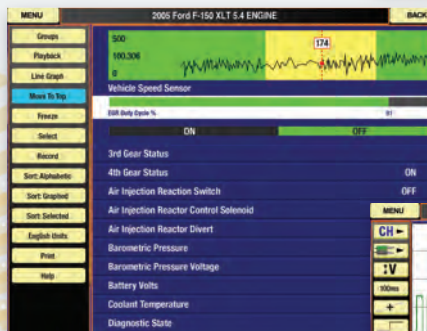 MENU
2005 Ford F-150 XLT 5.4 ENGINE
BACK
Groups
Playback
Line Graph
Move To Top
Freeze
Select
Record
Sort: Alphabetic
Sort: Graphed
Sort: Selected
English Units
Print
Help
500
100.306
0
174
Vehicle Speed Sensor
EGR Duty Cycle %
91
ON
OFF
3rd Gear Status
4th Gear Status
ON
Air Injection Reaction Switch
OFF
Air Injection Reactor Control Solenoid
Air Injection Reactor Divert
Barometric Pressure
Barometric Pressure Voltage
Battery Volts
Coolant Temperature
Diagnostic State
MENU
CH
:V
100ms
+